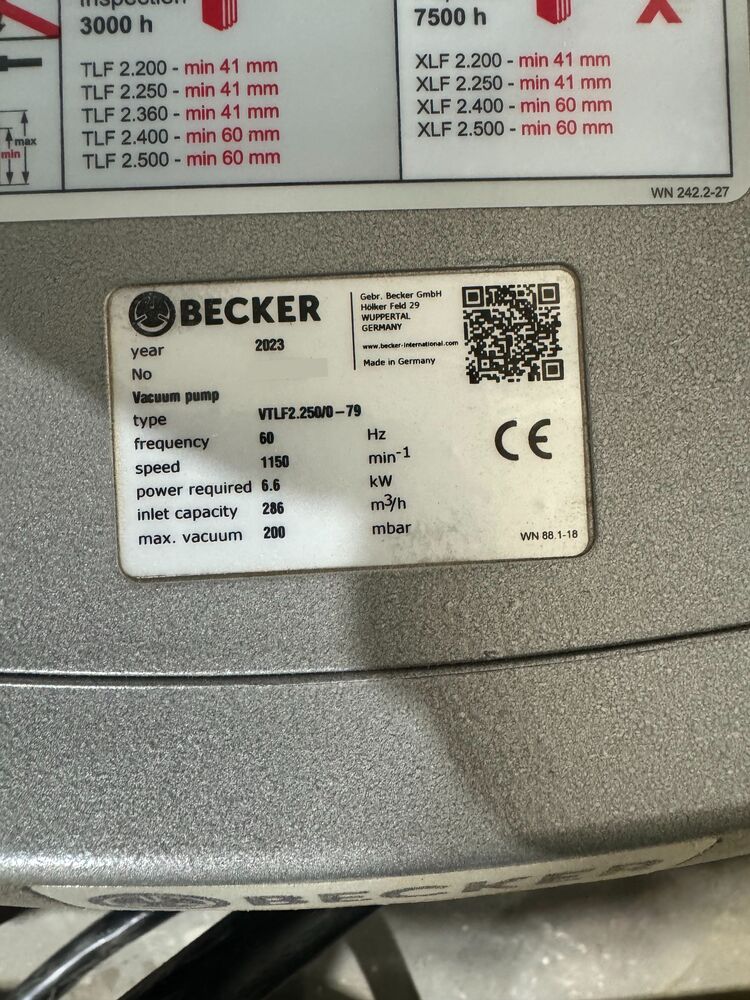 Inspection
3000 h
TLF 2.200 - min 41 mm
TLF 2.250 - min 41 mm
TLF 2.360 - min 41 mm
TLF 2.400 - min 60 mm
TLF 2.500 - min 60 mm
max
min
7500 h
XLF 2.200 - min 41 mm
XLF 2.250 - min 41 mm
XLF 2.400 - min 60 mm
XLF 2.500 - min 60 mm
WN 242.2-27
BECKER
Gebr. Becker GmbH
Hölker Feld 29
WUPPERTAL
GERMANY
www.becker-international.com
Made in Germany
year 2023
No
Vacuum pump
type VTLF2.250/0-79
frequency 60 Hz
speed 1150 min-1
power required 6.6 kW
inlet capacity 286 m3/h
max. vacuum 200 mbar
CE
WN 88.1-18
BECKER